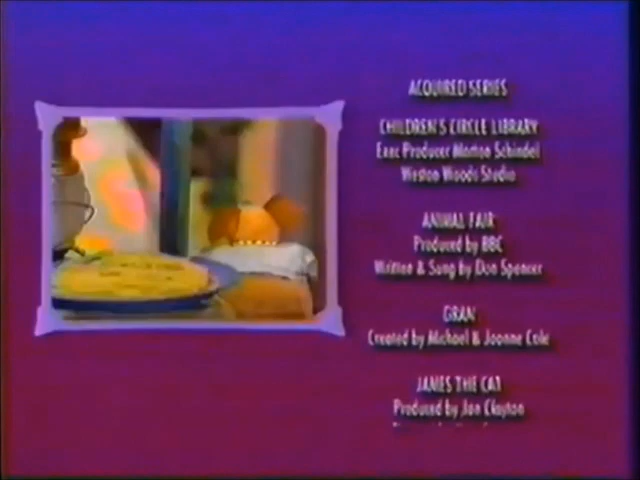 ACQUIRED SERIES
CHILDREN'S CIRCLE LIBRARY
Exec Producer Morton Schindel
Weston Woods Studio
ANIMAL FAIR
Produced by BBC
Written & Sung by Don Spencer
GRAN
Created by Michael & Joanne Cole
JAMES THE CAT
Produced by Jan Clayton